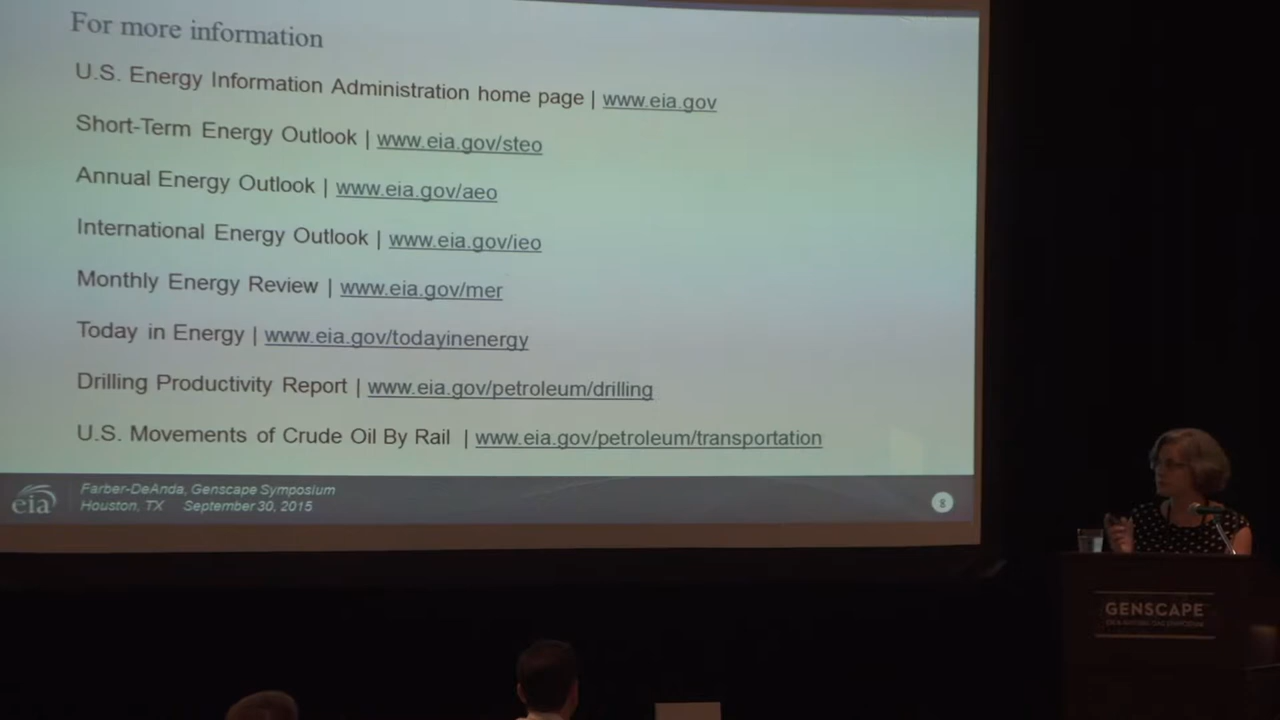 For more information
U.S. Energy Information Administration home page | www.eia.gov
Short-Term Energy Outlook | www.eia.gov/steo
Annual Energy Outlook | www.eia.gov/aeo
International Energy Outlook | www.eia.gov/ieo
Monthly Energy Review | www.eia.gov/mer
Today in Energy | www.eia.gov/todayinenergy
Drilling Productivity Report | www.eia.gov/petroleum/drilling
U.S. Movements of Crude Oil By Rail | www.eia.gov/petroleum/transportation
eia
Farber-DeAnda, Genscape Symposium
Houston, TX September 30, 2015
8
GENSCAPE